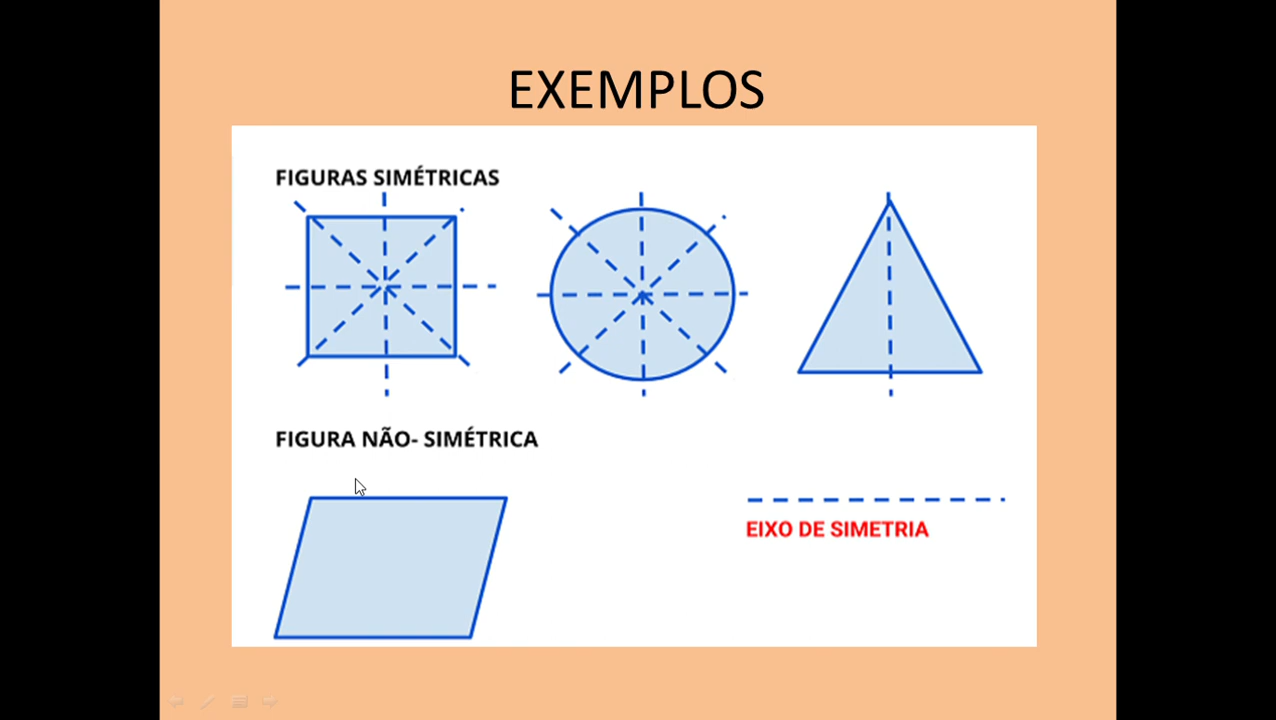 EXEMPLOS
FIGURAS SIMÉTRICAS
FIGURA NÃO- SIMÉTRICA
EIXO DE SIMETRIA